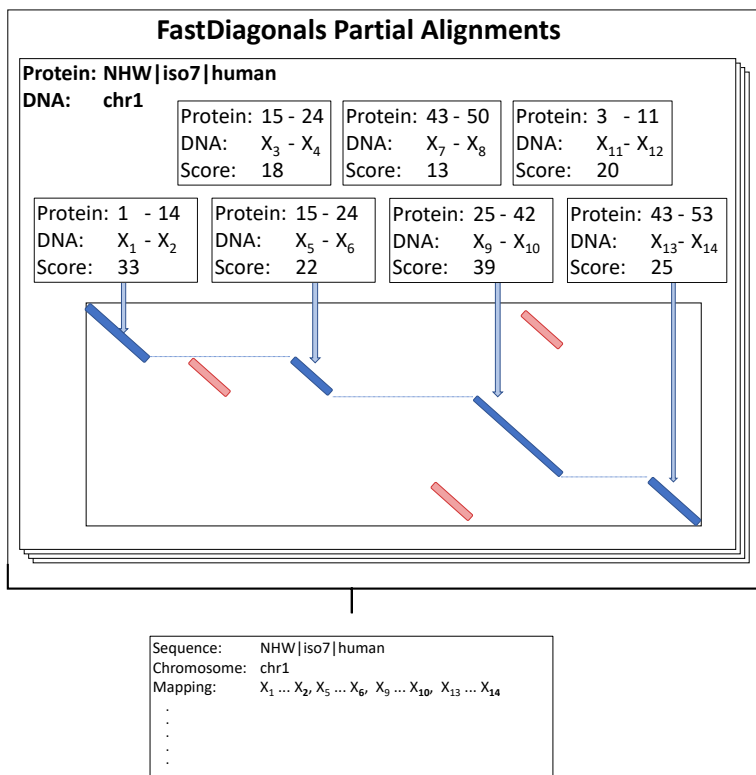 FastDiagonals Partial Alignments
Protein: NHW|iso7|human
DNA: chr1
Protein: 15 - 24
DNA: X₃ - X₄
Score: 18
Protein: 43 - 50
DNA: X₇ - X₈
Score: 13
Protein: 3 - 11
DNA: X₁₁- X₁₂
Score: 20
Protein: 1 - 14
DNA: X₁ - X₂
Score: 33
Protein: 15 - 24
DNA: X₅ - X₆
Score: 22
Protein: 25 - 42
DNA: X₉ - X₁₀
Score: 39
Protein: 43 - 53
DNA: X₁₃- X₁₄
Score: 25
Sequence: NHW|iso7|human
Chromosome: chr1
Mapping: X₁ ... X₂, X₅ ... X₆, X₉ ... X₁₀, X₁₃ ... X₁₄
.
.
.
.
.